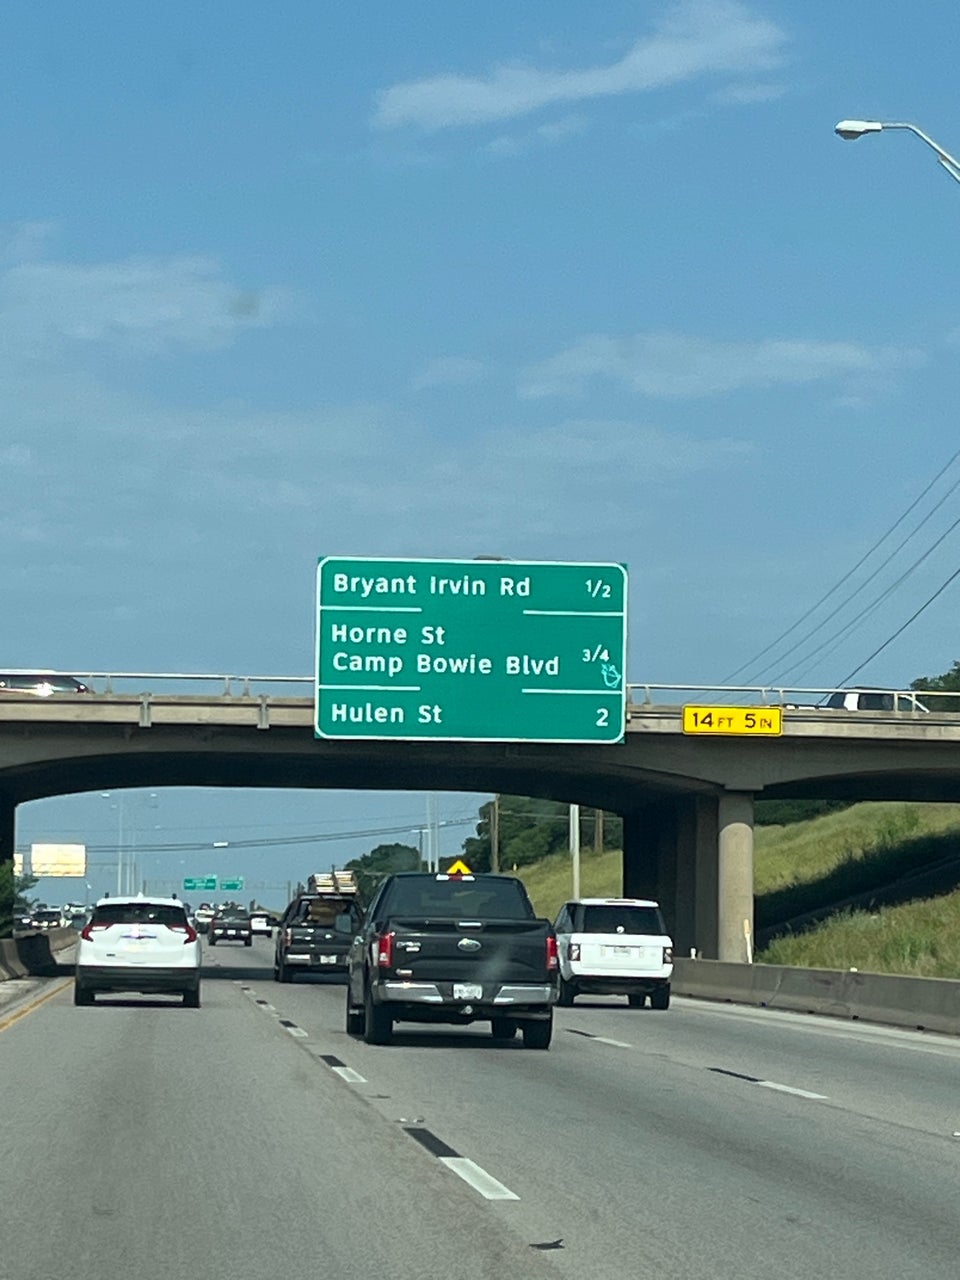 Bryant Irvin Rd 1/2
Horne St
Camp Bowie Blvd 3/4
Hulen St 2
14 FT 5 IN